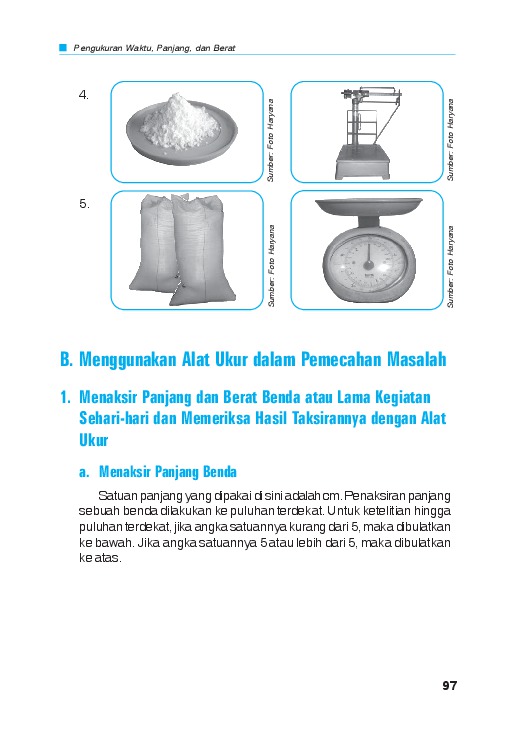 Pengukuran Waktu, Panjang, dan Berat
4.
Sumber: Foto Haryana
Sumber: Foto Haryana
5.
Sumber: Foto Haryana
Sumber: Foto Haryana
B. Menggunakan Alat Ukur dalam Pemecahan Masalah
1. Menaksir Panjang dan Berat Benda atau Lama Kegiatan
Sehari-hari dan Memeriksa Hasil Taksirannya dengan Alat
Ukur
a. Menaksir Panjang Benda
Satuan panjang yang dipakai di sini adalah cm. Penaksiran panjang
sebuah benda dilakukan ke puluhan terdekat. Untuk ketelitian hingga
puluhan terdekat, jika angka satuannya kurang dari 5, maka dibulatkan
ke bawah. Jika angka satuannya 5 atau lebih dari 5, maka dibulatkan
ke atas.
97